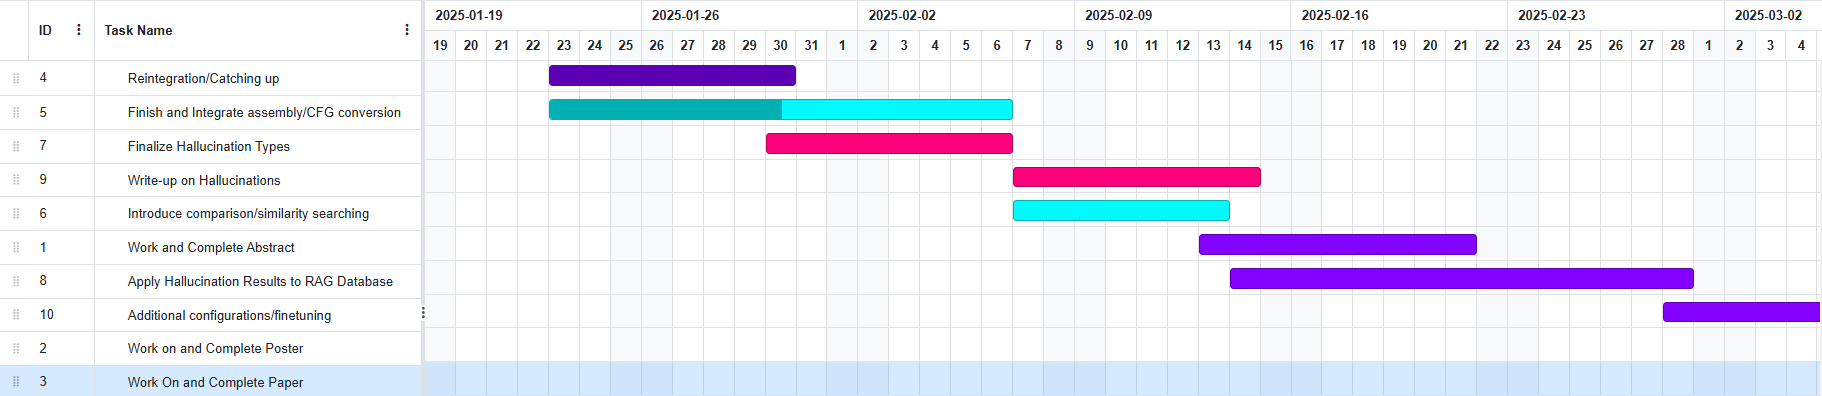 ID Task Name 2025-01-19 2025-01-26 2025-02-02 2025-02-09 2025-02-16 2025-02-23 2025-03-02
19 20 21 22 23 24 25 26 27 28 29 30 31 1 2 3 4 5 6 7 8 9 10 11 12 13 14 15 16 17 18 19 20 21 22 23 24 25 26 27 28 1 2 3 4
4 Reintegration/Catching up
5 Finish and Integrate assembly/CFG conversion
7 Finalize Hallucination Types
9 Write-up on Hallucinations
6 Introduce comparison/similarity searching
1 Work and Complete Abstract
8 Apply Hallucination Results to RAG Database
10 Additional configurations/finetuning
2 Work on and Complete Poster
3 Work On and Complete Paper